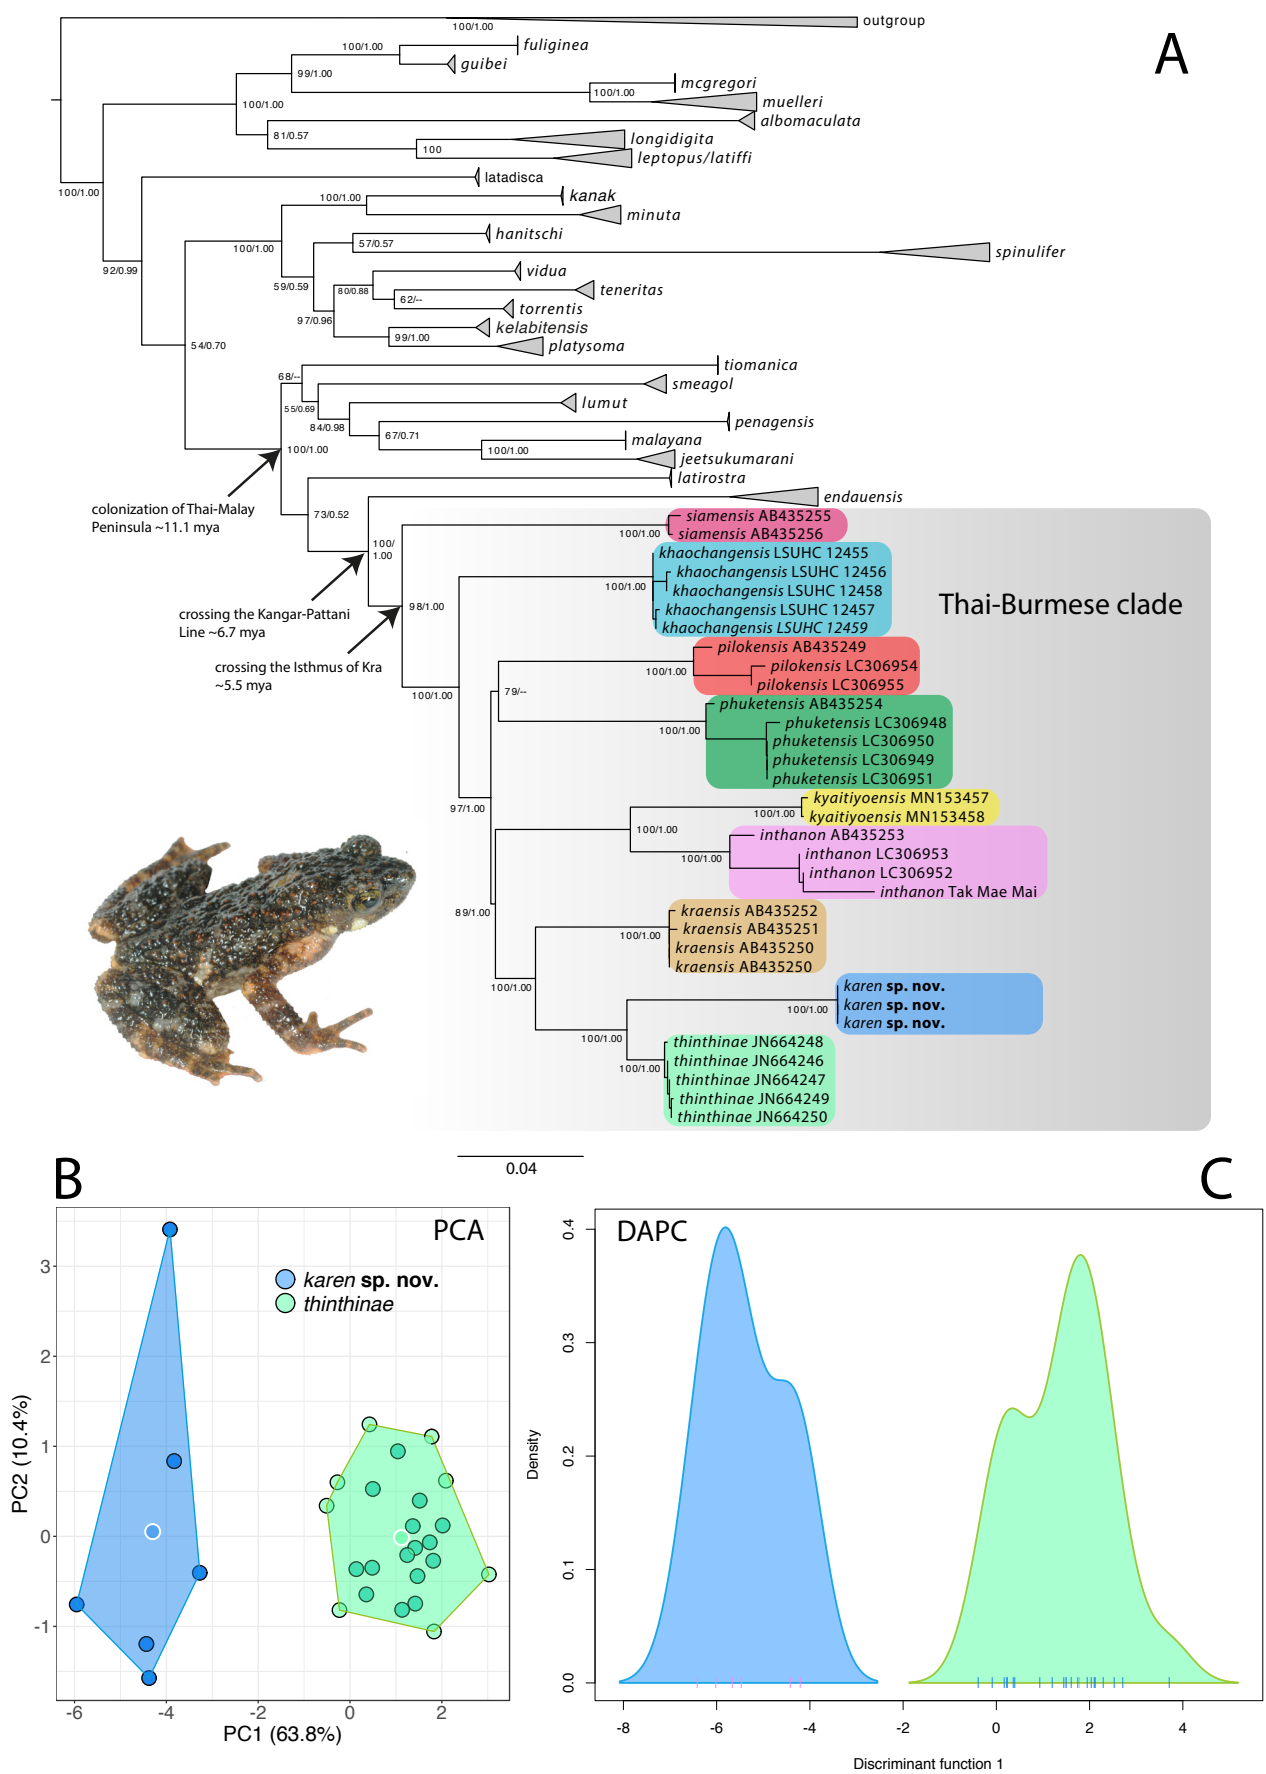 A
outgroup
100/1.00
fuliginea
100/1.00
guibei
99/1.00
mcgregori
100/1.00
muelleri
100/1.00
albomaculata
81/0.57
longidigita
100
leptopus/latiffi
100/1.00
latadisca
kanak
100/1.00
minuta
100/1.00
hanitschi
57/0.57
spinulifer
92/0.99
59/0.59
vidua
80/0.88
teneritas
62/--
torrentis
97/0.96
kelabitensis
99/1.00
platysoma
54/0.70
tiomanica
68/--
smeagol
55/0.69
lumut
84/0.98
penagensis
67/0.71
malayana
100/1.00
100/1.00
jeetsukumarani
latirostra
endauensis
colonization of Thai-Malay
Peninsula ~11.1 mya
73/0.52
siamensis AB435255
100/1.00
siamensis AB435256
100/
1.00
khaochangensis LSUHC 12455
khaochangensis LSUHC 12456
100/1.00
khaochangensis LSUHC 12458
khaochangensis LSUHC 12457
khaochangensis LSUHC 12459
Thai-Burmese clade
98/1.00
crossing the Kangar-Pattani
Line ~6.7 mya
crossing the Isthmus of Kra
~5.5 mya
pilokensis AB435249
100/1.00
pilokensis LC306954
pilokensis LC306955
100/1.00
79/--
phuketensis AB435254
phuketensis LC306948
100/1.00
phuketensis LC306950
phuketensis LC306949
phuketensis LC306951
97/1.00
kyaitiyoensis MN153457
100/1.00
kyaitiyoensis MN153458
100/1.00
inthanon AB435253
inthanon LC306953
100/1.00
inthanon LC306952
inthanon Tak Mae Mai
89/1.00
kraensis AB435252
kraensis AB435251
100/1.00
kraensis AB435250
kraensis AB435250
100/1.00
karen sp. nov.
karen sp. nov.
100/1.00
karen sp. nov.
100/1.00
thinthinae JN664248
thinthinae JN664246
100/1.00
thinthinae JN664247
thinthinae JN664249
thinthinae JN664250
0.04
B
PCA
karen sp. nov.
thinthinae
3
2
1
0
-1
PC2 (10.4%)
-6 -4 -2 0 2
PC1 (63.8%)
C
DAPC
0.4
0.3
0.2
0.1
0.0
Density
-8 -6 -4 -2 0 2 4
Discriminant function 1